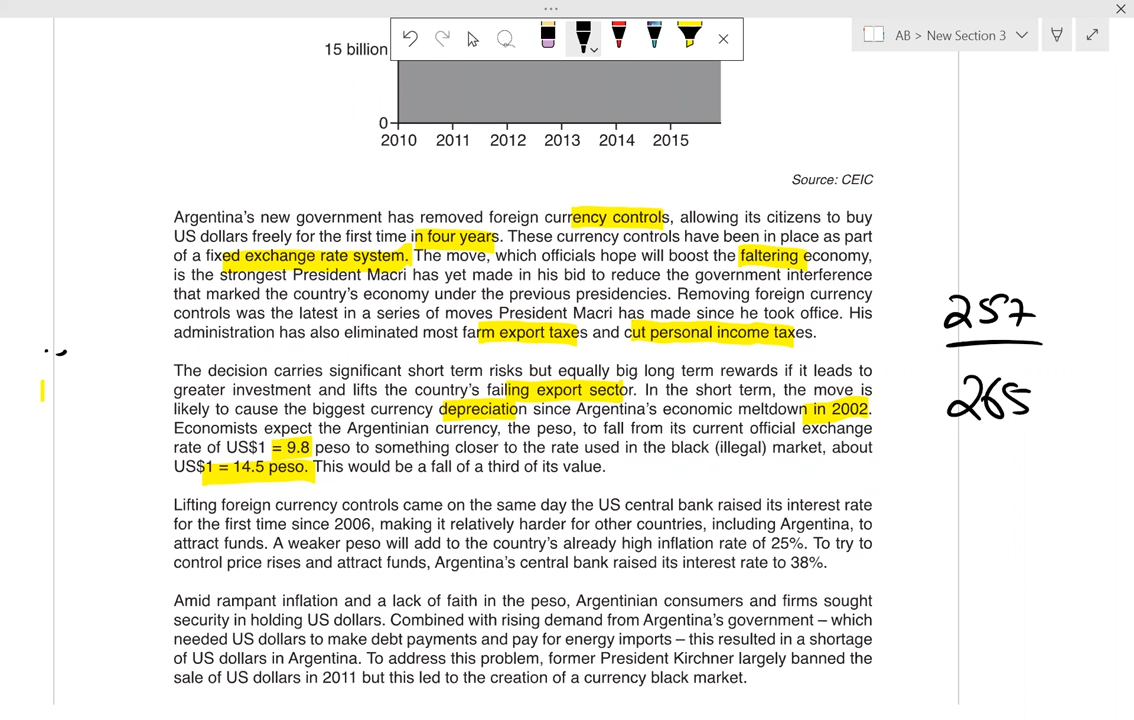 15 billion
AB > New Section 3
0
2010 2011 2012 2013 2014 2015
Source: CEIC
Argentina's new government has removed foreign currency controls, allowing its citizens to buy
US dollars freely for the first time in four years. These currency controls have been in place as part
of a fixed exchange rate system. The move, which officials hope will boost the faltering economy,
is the strongest President Macri has yet made in his bid to reduce the government interference
that marked the country's economy under the previous presidencies. Removing foreign currency
controls was the latest in a series of moves President Macri has made since he took office. His
administration has also eliminated most farm export taxes and cut personal income taxes.
257
265
The decision carries significant short term risks but equally big long term rewards if it leads to
greater investment and lifts the country's failing export sector. In the short term, the move is
likely to cause the biggest currency depreciation since Argentina's economic meltdown in 2002.
Economists expect the Argentinian currency, the peso, to fall from its current official exchange
rate of US$1 = 9.8 peso to something closer to the rate used in the black (illegal) market, about
US$1 = 14.5 peso. This would be a fall of a third of its value.
Lifting foreign currency controls came on the same day the US central bank raised its interest rate
for the first time since 2006, making it relatively harder for other countries, including Argentina, to
attract funds. A weaker peso will add to the country's already high inflation rate of 25%. To try to
control price rises and attract funds, Argentina's central bank raised its interest rate to 38%.
Amid rampant inflation and a lack of faith in the peso, Argentinian consumers and firms sought
security in holding US dollars. Combined with rising demand from Argentina's government – which
needed US dollars to make debt payments and pay for energy imports – this resulted in a shortage
of US dollars in Argentina. To address this problem, former President Kirchner largely banned the
sale of US dollars in 2011 but this led to the creation of a currency black market.